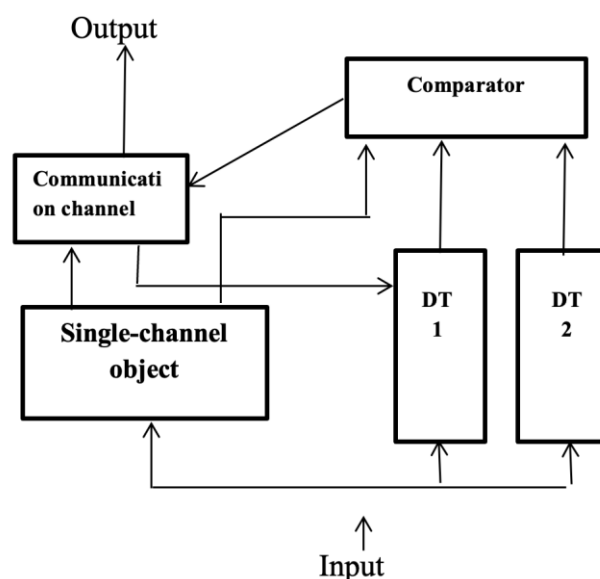 Output
Comparator
Communicati
on channel
Single-channel
object
DT
1
DT
2
Input